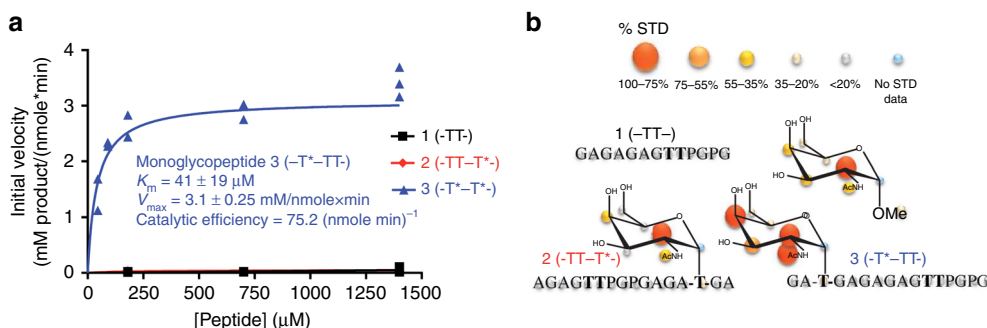 a
Initial velocity
(mM product/(nmole*min)
4
3
2
1
0
0
250
500
750
1000
1250
1500
[Peptide] (μM)
Monoglycopeptide 3 (–T*–TT-)
Km = 41 ± 19 μM
Vmax = 3.1 ± 0.25 mM/nmole×min
Catalytic efficiency = 75.2 (nmole min)⁻¹
1 (-TT-)
2 (-TT–T*-)
3 (-T*–T*-)
b
% STD
100–75%
75–55%
55–35%
35–20%
<20%
No STD
data
1 (–TT–)
GAGAGAGTTPGPG
OH
OH
O
HO
AcNH
OMe
OH
OH
O
HO
AcNH
2 (-TT–T*-)
AGAGTTPGPGAGA-T-GA
OH
OH
O
HO
AcNH
3 (-T*–TT-)
GA-T-GAGAGAGTTPGPG